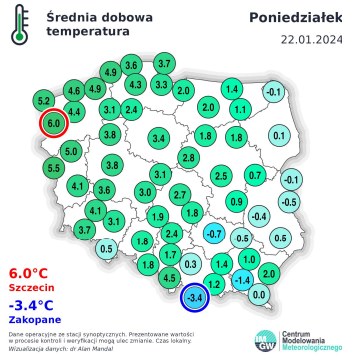 Średnia dobowa
temperatura
Poniedziałek
22.01.2024
3.6 3.7
4.9
4.6 4.9 4.3 3.3 2.0 1.4 -0.1
5.2
4.4 3.1 2.4 2.0 1.1
6.0
3.8 3.4 1.8 1.8 0.1
5.0
2.8
5.5 3.8
3.1 2.5 0.7 -0.1
4.1 3.6 3.0 2.7
0.9 -0.5
4.1 3.1 1.9 1.8 -0.4
3.7
2.4 -0.7 -0.5 0.5
0.5 1.8
1.7
1.8 0.3 1.4 1.0
4.5 2.0
1.2 -1.4
-3.4 0.0
6.0°C
Szczecin
-3.4°C
Zakopane
Dane operacyjne ze stacji synoptycznych. Prezentowane wartości
w procesie kontroli i weryfikacji mogą ulec zmianie. Czas lokalny.
Wizualizacja danych: dr Alan Mandal
IMGW
Centrum
Modelowania
Meteorologicznego